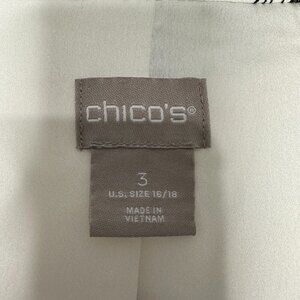 chico's®
3
U.S. SIZE 16/18
MADE IN
VIETNAM